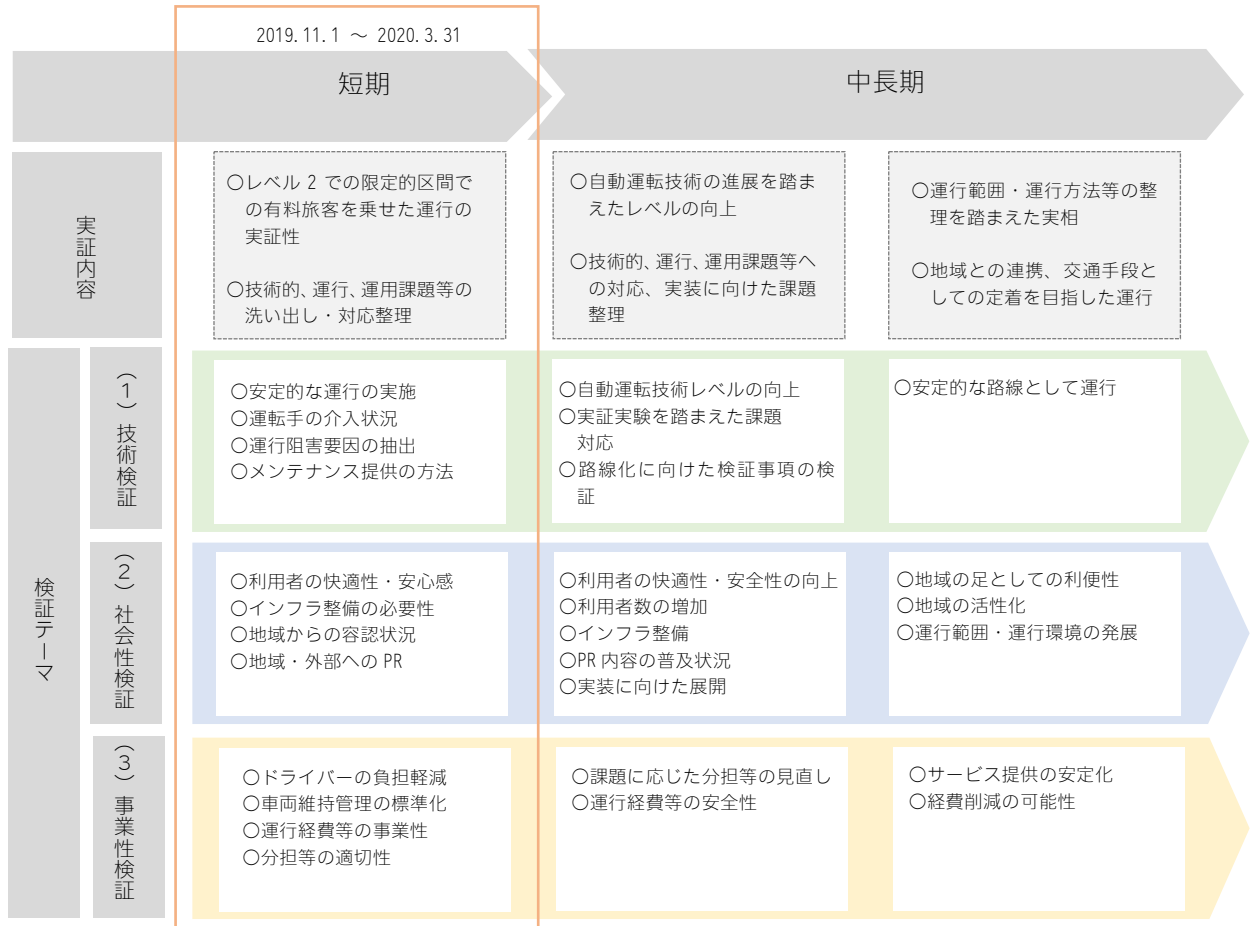 2019.11.1 ～ 2020.3.31
短期
中長期
実証内容
〇レベル 2 での限定的区間で
の有料旅客を乗せた運行の
実証性
〇技術的、運行、運用課題等の
洗い出し・対応整理
〇自動運転技術の進展を踏ま
えたレベルの向上
〇技術的、運行、運用課題等へ
の対応、実装に向けた課題
整理
〇運行範囲・運行方法等の整
理を踏まえた実相
〇地域との連携、交通手段と
しての定着を目指した運行
検証テーマ
（1）技術検証
〇安定的な運行の実施
〇運転手の介入状況
〇運行阻害要因の抽出
〇メンテナンス提供の方法
〇自動運転技術レベルの向上
〇実証実験を踏まえた課題
対応
〇路線化に向けた検証事項の検
証
〇安定的な路線として運行
（2）社会性検証
〇利用者の快適性・安心感
〇インフラ整備の必要性
〇地域からの容認状況
〇地域・外部への PR
〇利用者の快適性・安全性の向上
〇利用者数の増加
〇インフラ整備
〇PR 内容の普及状況
〇実装に向けた展開
〇地域の足としての利便性
〇地域の活性化
〇運行範囲・運行環境の発展
（3）事業性検証
〇ドライバーの負担軽減
〇車両維持管理の標準化
〇運行経費等の事業性
〇分担等の適切性
〇課題に応じた分担等の見直し
〇運行経費等の安全性
〇サービス提供の安定化
〇経費削減の可能性